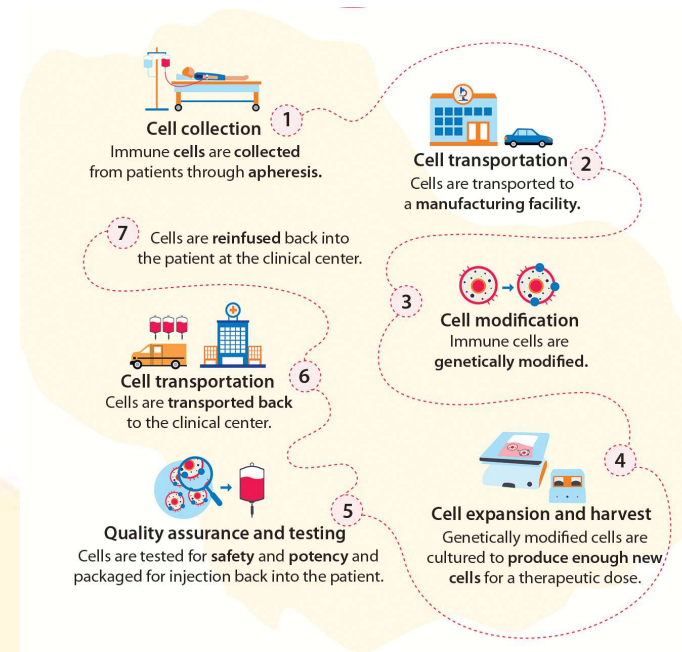 1
Cell collection
Immune cells are collected
from patients through apheresis.
Cell transportation
2
Cells are transported to
a manufacturing facility.
3
Cell modification
Immune cells are
genetically modified.
4
Cell expansion and harvest
Genetically modified cells are
cultured to produce enough new
cells for a therapeutic dose.
5
Quality assurance and testing
Cells are tested for safety and potency and
packaged for injection back into the patient.
6
Cell transportation
Cells are transported back
to the clinical center.
7
Cells are reinfused back into
the patient at the clinical center.